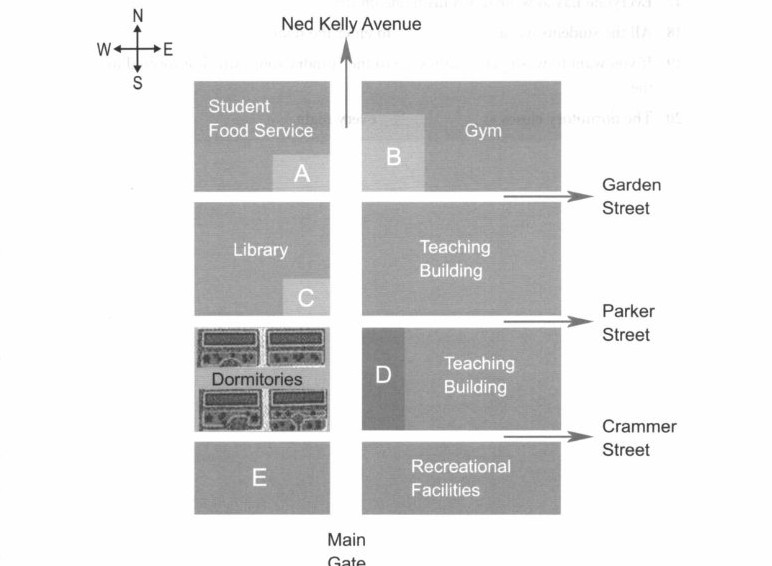 Ned Kelly Avenue
N
W E
S
Student
Food Service
A
B
Gym
Garden
Street
Library
C
Teaching
Building
Parker
Street
Dormitories
D
Teaching
Building
Crammer
Street
E
Recreational
Facilities
Main
Gate